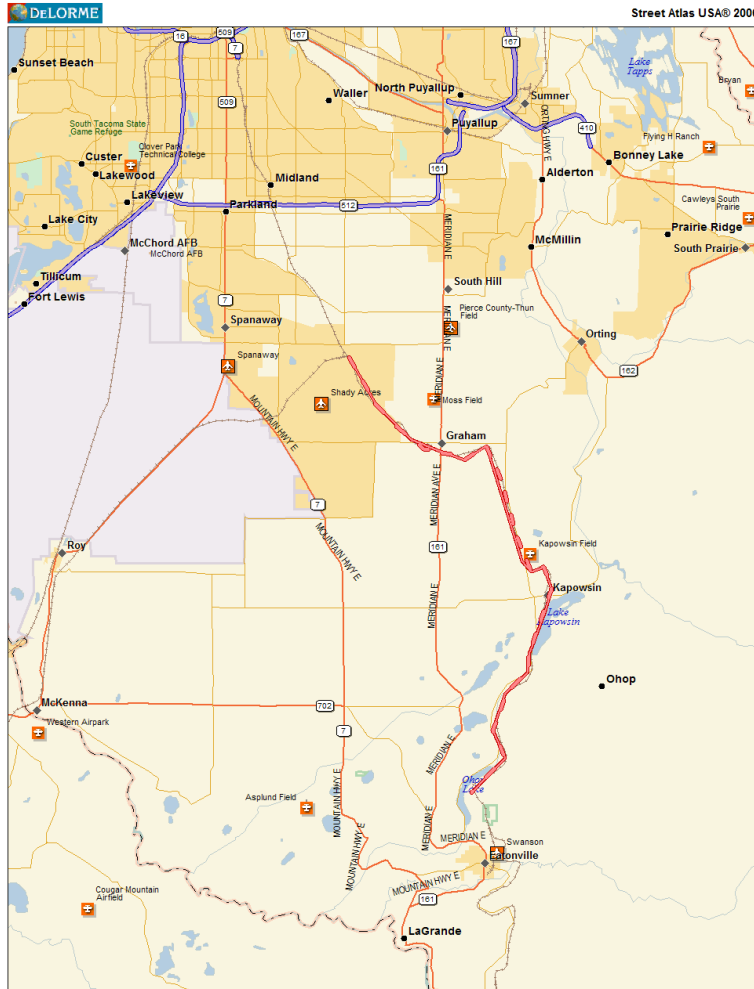 DELORME
Street Atlas USA® 2006
509
16
7
167
167
Lake
Tapps
Bryan
Sunset Beach
Waller
North Puyallup
Sumner
509
South Tacoma State
Game Refuge
Puyallup
ORTING HWY E
410
Flying H Ranch
Clover Park
Technical College
Custer
Lakewood
161
Bonney Lake
Midland
Alderton
Lakeview
Parkland
512
Cawleys South
Prairie
Lake City
MERIDIAN E
Prairie Ridge
McChord AFB
McChord AFB
McMillin
South Prairie
Tillicum
South Hill
Fort Lewis
7
Pierce County-Thun
Field
MERIDIAN E
Spanaway
Orting
Spanaway
162
MERIDIAN E
Shady Acres
Moss Field
MOUNTAIN HWY E
Graham
MERIDIAN AVE E
7
MOUNTAIN HWY E
161
Roy
Kapowsin Field
Kapowsin
MERIDIAN E
Lake
Kapowsin
Ohop
McKenna
702
Western Airpark
7
MERIDIAN E
Ohop
Lake
Asplund Field
MOUNTAIN HWY E
MERIDIAN E
MERIDIAN E
Swanson
MOUNTAIN HWY E
Eatonville
MOUNTAIN HWY E
Cougar Mountain
Airfield
161
LaGrande